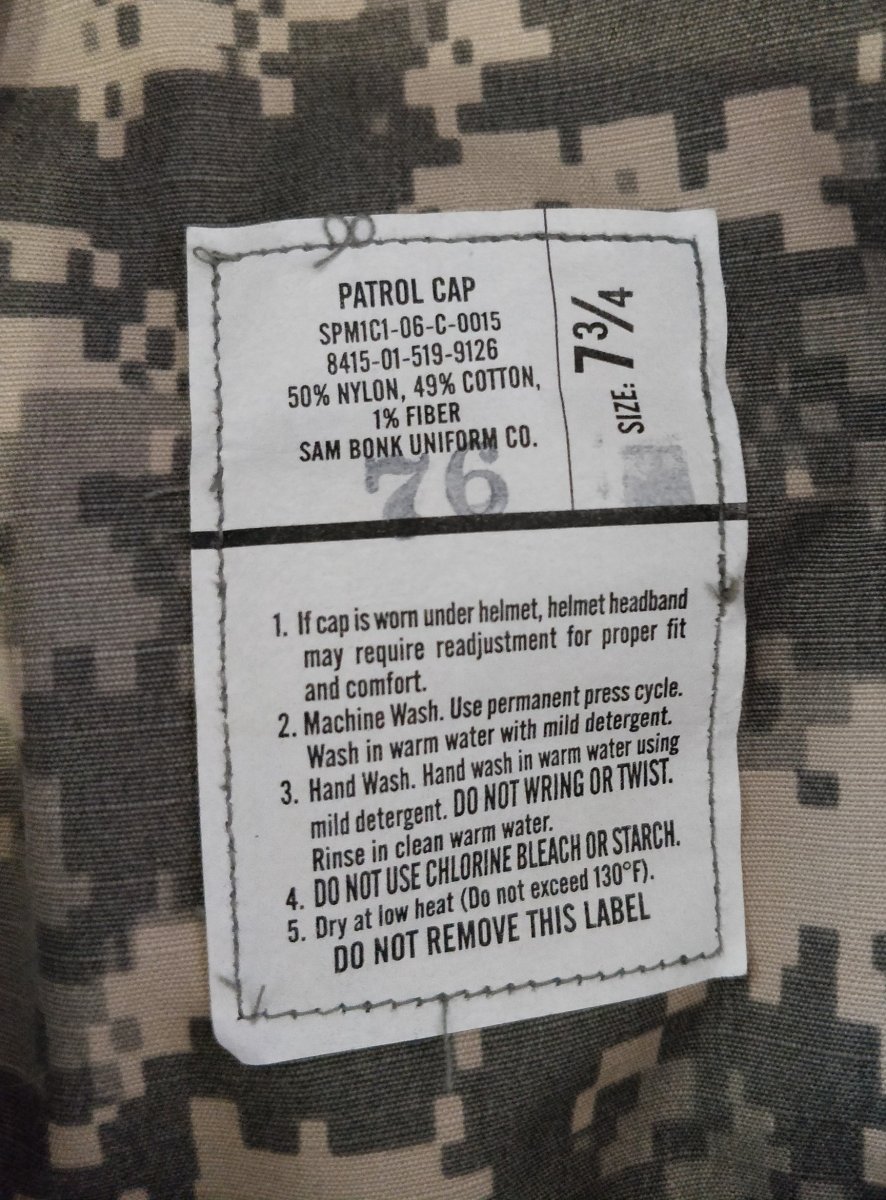 PATROL CAP
SPM1C1-06-C-0015
8415-01-519-9126
50% NYLON, 49% COTTON,
1% FIBER
SAM BONK UNIFORM CO.
76
SIZE: 7 3/4
1. If cap is worn under helmet, helmet headband
may require readjustment for proper fit
and comfort.
2. Machine Wash. Use permanent press cycle.
Wash in warm water with mild detergent.
3. Hand Wash. Hand wash in warm water using
mild detergent. DO NOT WRING OR TWIST.
Rinse in clean warm water.
4. DO NOT USE CHLORINE BLEACH OR STARCH.
5. Dry at low heat (Do not exceed 130°F).
DO NOT REMOVE THIS LABEL